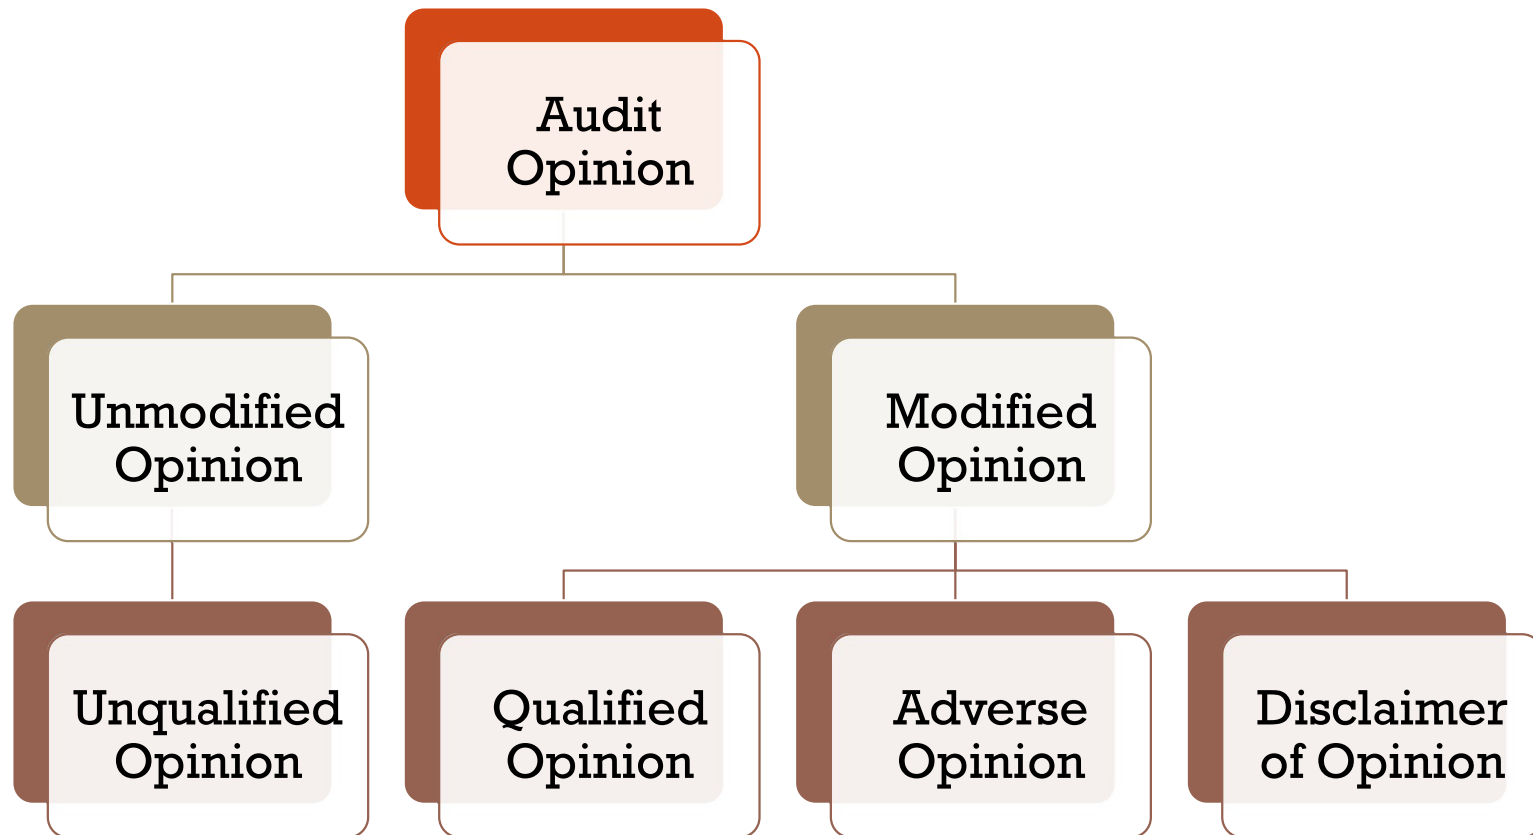 Audit
Opinion
Unmodified
Opinion
Modified
Opinion
Unqualified
Opinion
Qualified
Opinion
Adverse
Opinion
Disclaimer
of Opinion